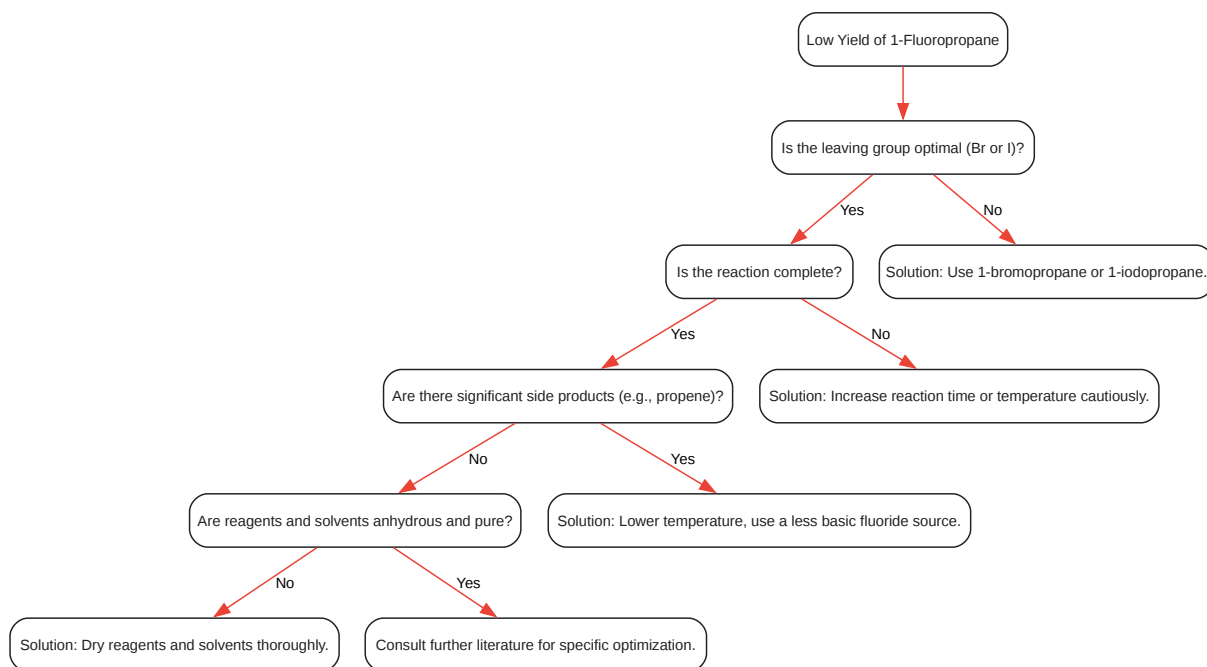 Low Yield of 1-Fluoropropane
Is the leaving group optimal (Br or I)?
Yes
No
Is the reaction complete?
Solution: Use 1-bromopropane or 1-iodopropane.
Yes
No
Are there significant side products (e.g., propene)?
Solution: Increase reaction time or temperature cautiously.
No
Yes
Are reagents and solvents anhydrous and pure?
Solution: Lower temperature, use a less basic fluoride source.
No
Yes
Solution: Dry reagents and solvents thoroughly.
Consult further literature for specific optimization.